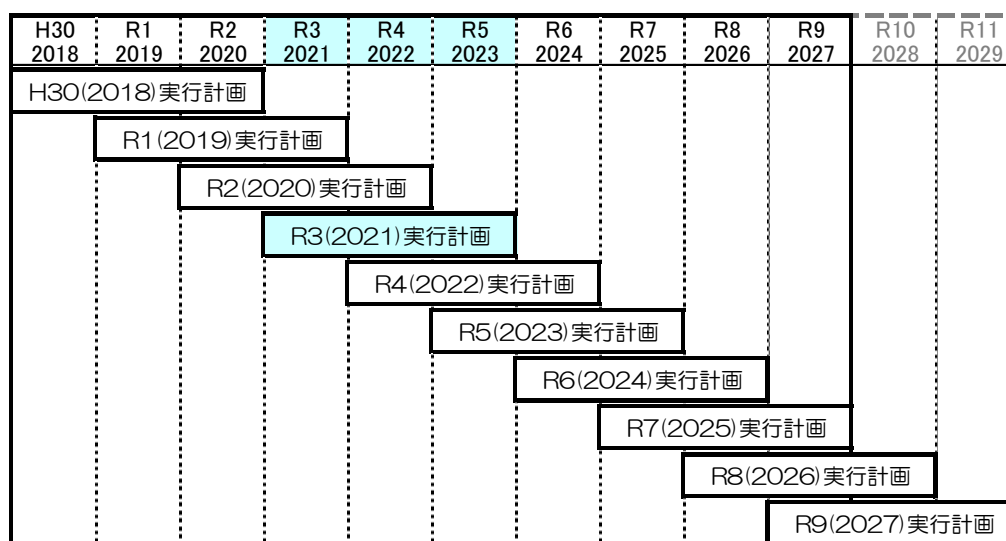 H30 R1 R2 R3 R4 R5 R6 R7 R8 R9 R10 R11
2018 2019 2020 2021 2022 2023 2024 2025 2026 2027 2028 2029
H30(2018)実行計画
R1(2019)実行計画
R2(2020)実行計画
R3(2021)実行計画
R4(2022)実行計画
R5(2023)実行計画
R6(2024)実行計画
R7(2025)実行計画
R8(2026)実行計画
R9(2027)実行計画